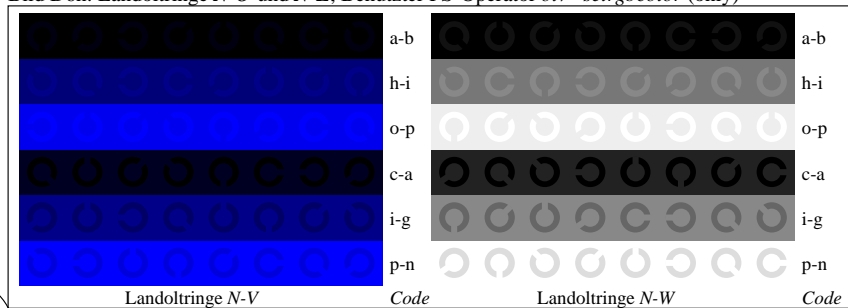 a-b a-b
h-i h-i
o-p o-p
c-a c-a
i-g i-g
p-n p-n
Landoltringe N-V Code Landoltringe N-W Code